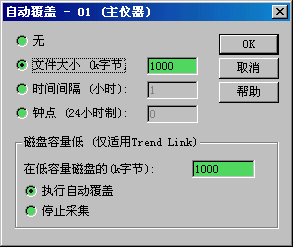 自动覆盖 - 01 (主仪器)
无
OK
文件大小 (k字节)
1000
取消
时间间隔 (小时):
1
帮助
钟点 (24小时制):
0
磁盘容量低 (仅适用Trend Link)
在低容量磁盘的(k字节):
1000
执行自动覆盖
停止采集